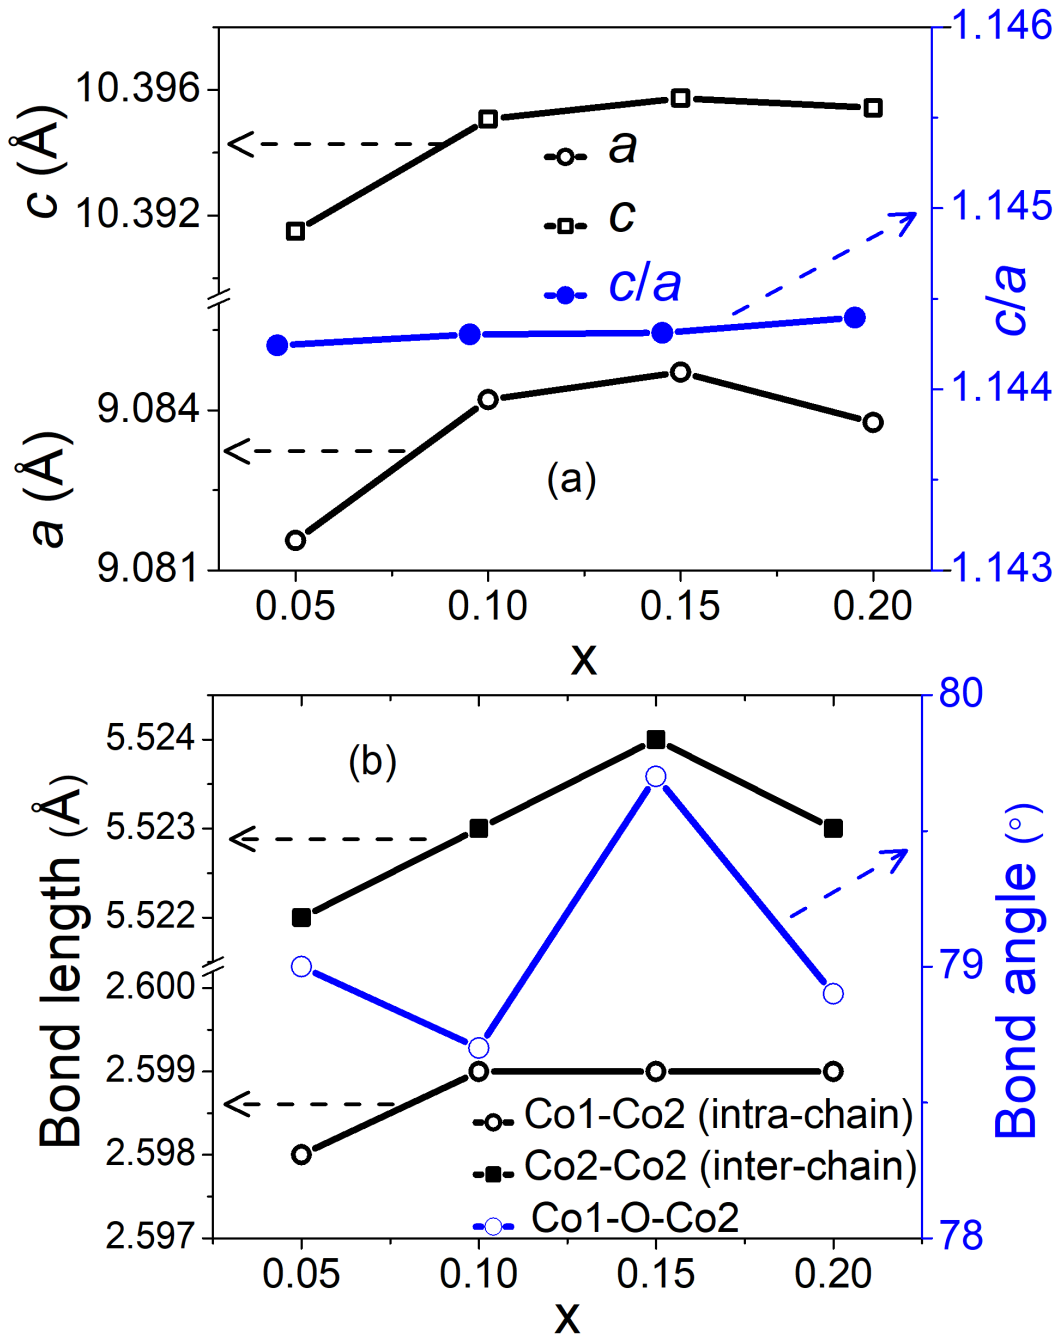 1.146
10.396
c (Å)
a
1.145
10.392
c
c/a
c/a
1.144
9.084
a (Å)
(a)
9.081
1.143
0.05 0.10 0.15 0.20
x
80
5.524
(b)
5.523
5.522
79
2.600
Bond length (Å)
Bond angle (°)
2.599
Co1-Co2 (intra-chain)
2.598
Co2-Co2 (inter-chain)
Co1-O-Co2
2.597
78
0.05 0.10 0.15 0.20
x